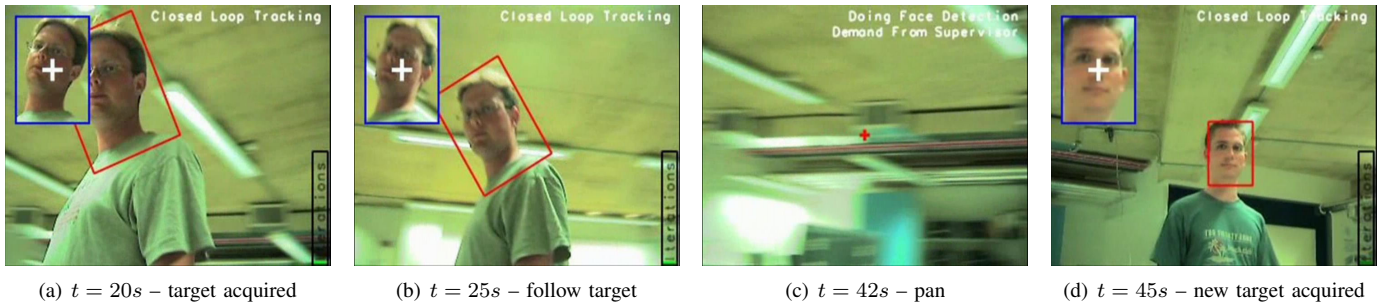 Closed Loop Tracking
iterations
(a) t = 20s – target acquired
Closed Loop Tracking
iterations
(b) t = 25s – follow target
Doing Face Detection
Demand From Supervisor
(c) t = 42s – pan
Closed Loop Tracking
iterations
(d) t = 45s – new target acquired